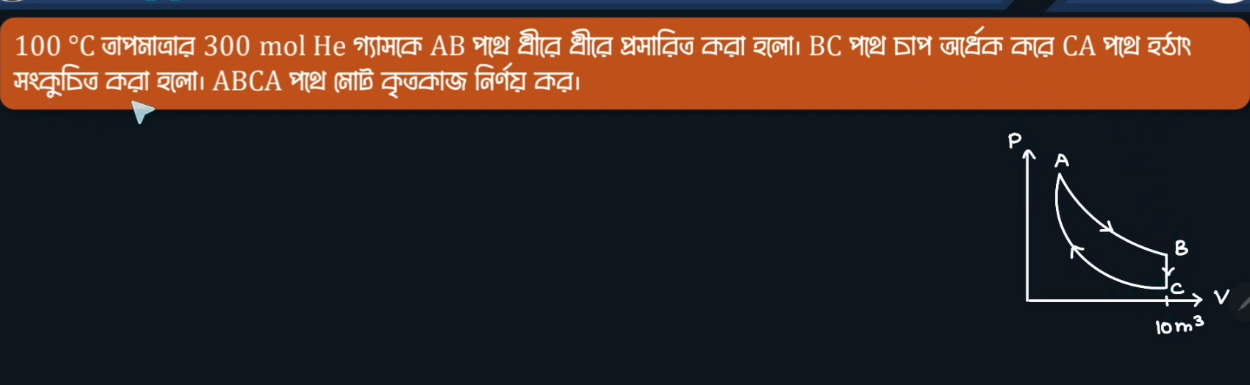 100 °C তাপমাত্রার 300 mol He গ্যাসকে AB পথে ধীরে ধীরে প্রসারিত করা হলো। BC পথে চাপ অর্ধেক করে CA পথে হঠাৎ
সংকুচিত করা হলো। ABCA পথে মোট কৃতকাজ নির্ণয় কর।
P
A
B
C
V
10m³